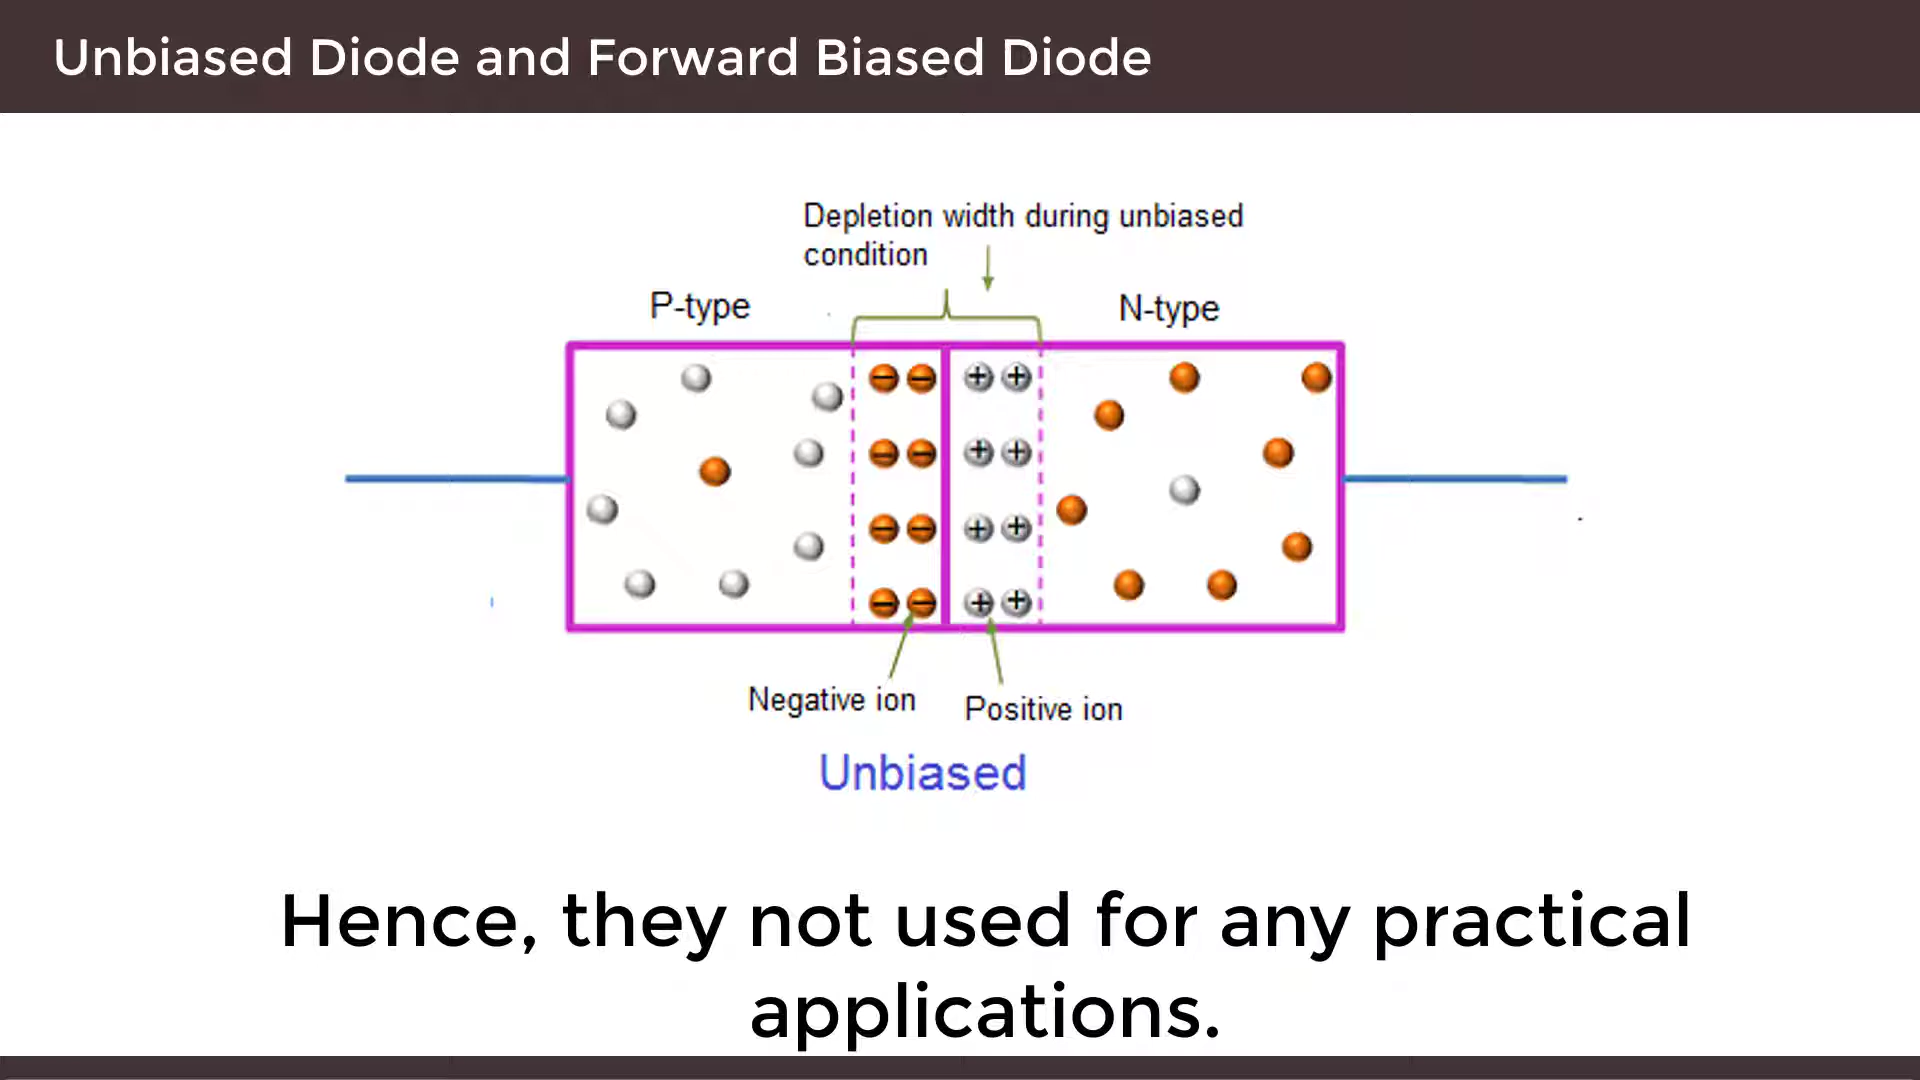 Unbiased Diode and Forward Biased Diode
Depletion width during unbiased
condition
P-type
N-type
Negative ion
Positive ion
Unbiased
Hence, they not used for any practical
applications.